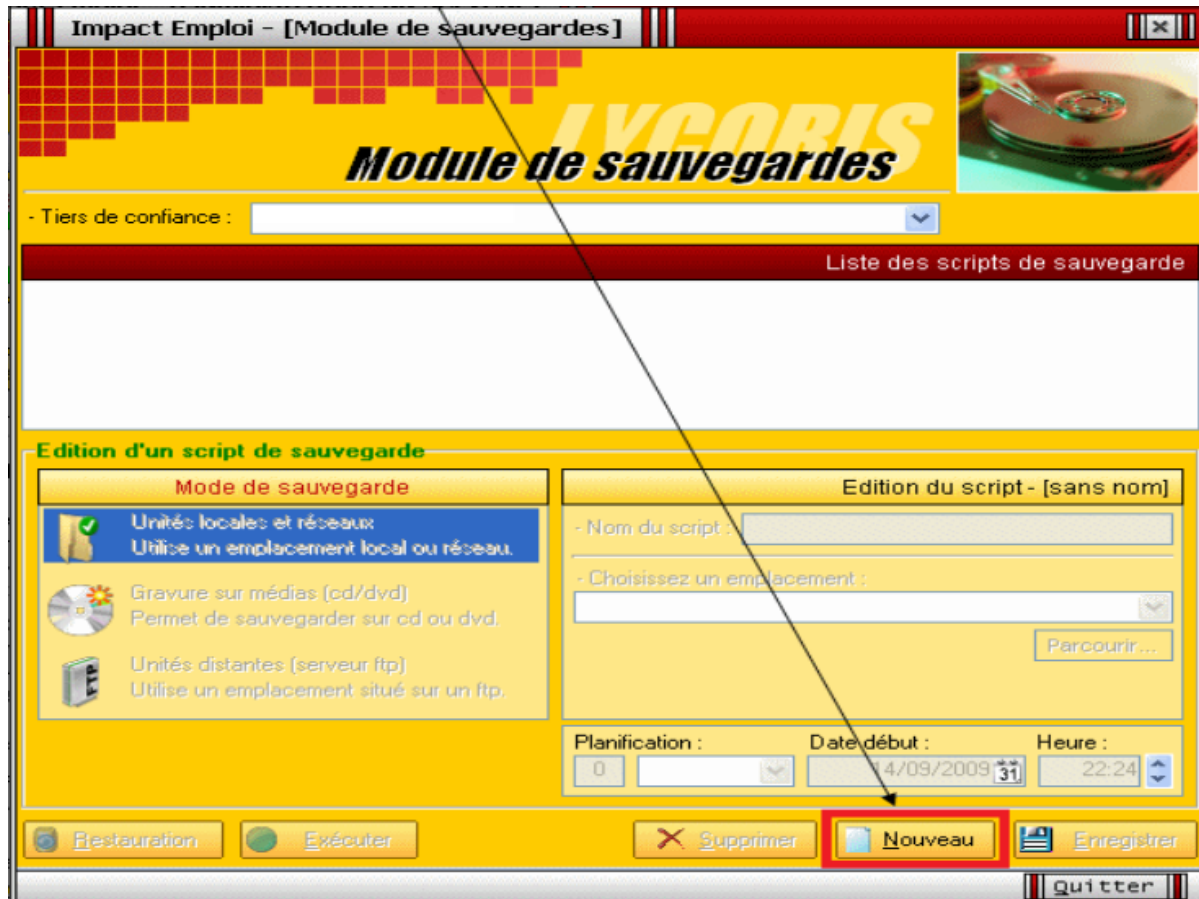 Impact Emploi - [Module de sauvegardes]
LYCORIS
Module de sauvegardes
- Tiers de confiance :
Liste des scripts de sauvegarde
Edition d'un script de sauvegarde
Mode de sauvegarde
Unités locales et réseaux
Utilise un emplacement local ou réseau.
Gravure sur médias (cd/dvd)
Permet de sauvegarder sur cd ou dvd.
FTP
Unités distantes (serveur ftp)
Utilise un emplacement situé sur un ftp.
Edition du script - [sans nom]
- Nom du script :
- Choisissez un emplacement :
Parcourir...
Planification :
Date début :
Heure :
0
14/09/2009
31
22:24
Restauration
Exécuter
Supprimer
Nouveau
Enregistrer
Quitter